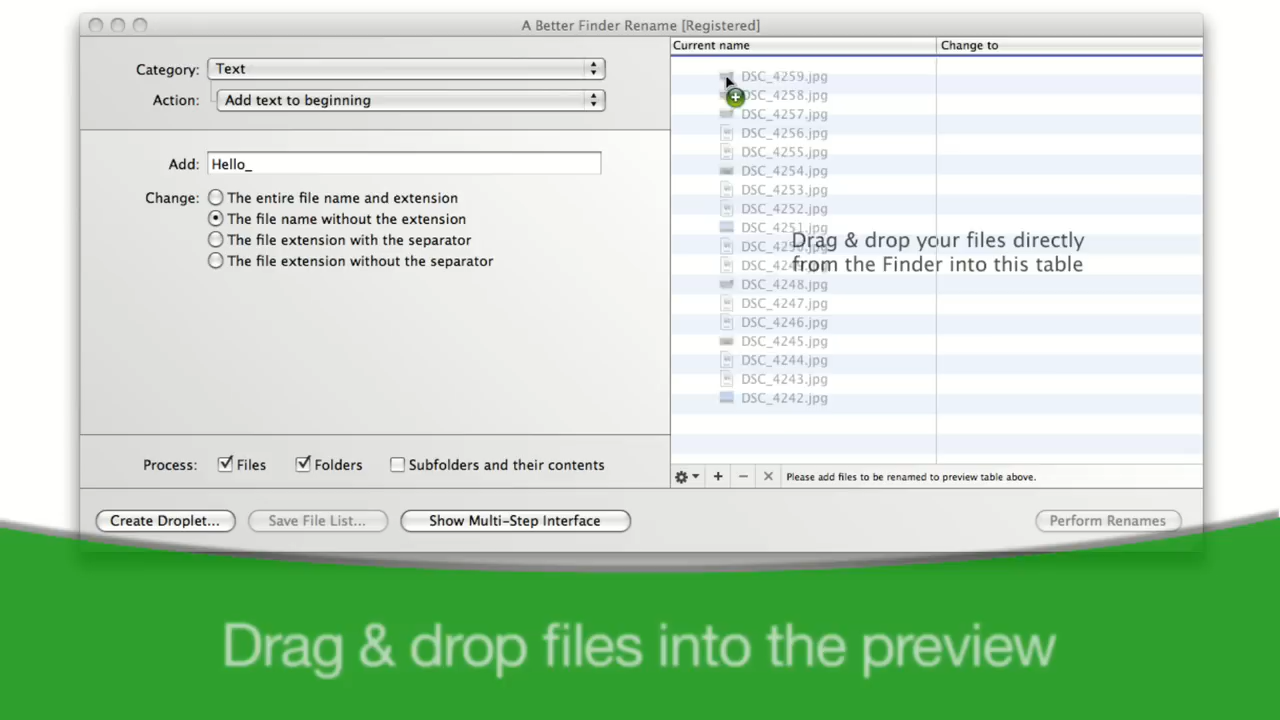 A Better Finder Rename [Registered]
Category: Text
Action: Add text to beginning
Add: Hello_
Change: The entire file name and extension
The file name without the extension
The file extension with the separator
The file extension without the separator
Process: Files Folders Subfolders and their contents
Create Droplet... Save File List... Show Multi-Step Interface
Current name Change to
DSC_4259.jpg
DSC_4258.jpg
DSC_4257.jpg
DSC_4256.jpg
DSC_4255.jpg
DSC_4254.jpg
DSC_4253.jpg
DSC_4252.jpg
DSC_4251.jpg
Drag & drop your files directly
from the Finder into this table
DSC_4248.jpg
DSC_4247.jpg
DSC_4246.jpg
DSC_4245.jpg
DSC_4244.jpg
DSC_4243.jpg
DSC_4242.jpg
Please add files to be renamed to preview table above.
Perform Renames
Drag & drop files into the preview